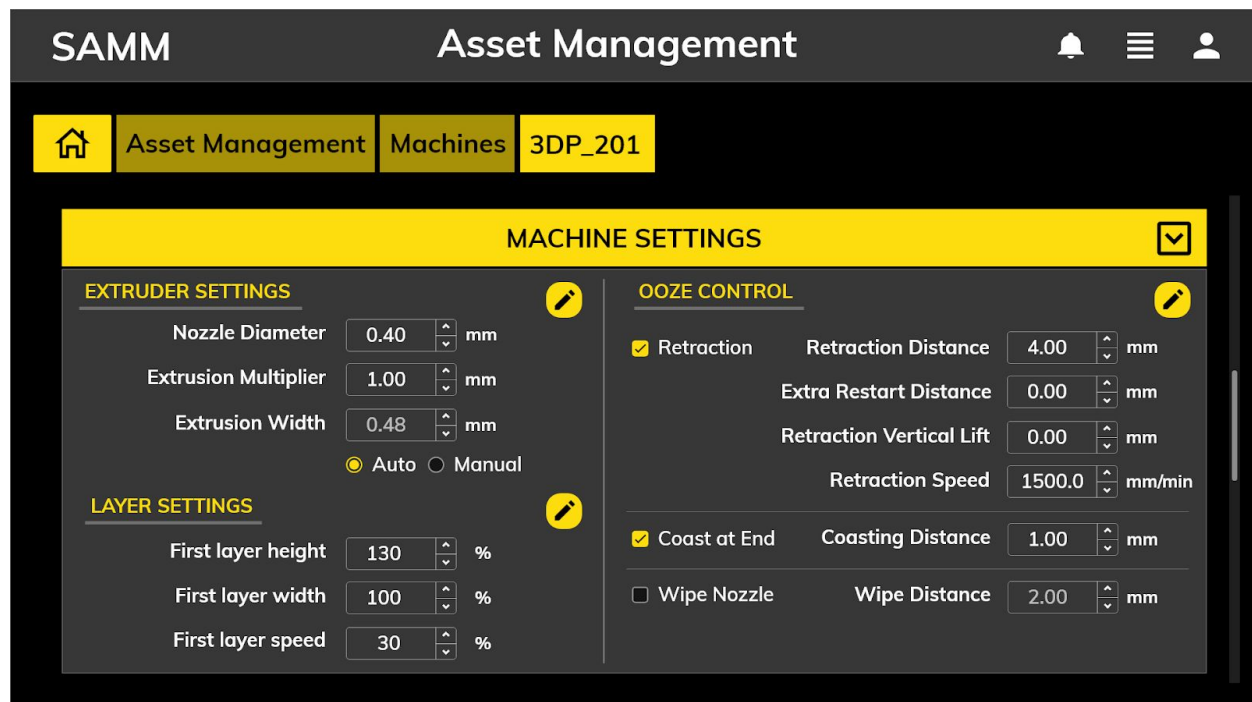 SAMM Asset Management
Asset Management Machines 3DP_201
MACHINE SETTINGS
EXTRUDER SETTINGS
Nozzle Diameter 0.40 mm
Extrusion Multiplier 1.00 mm
Extrusion Width 0.48 mm
Auto Manual
LAYER SETTINGS
First layer height 130 %
First layer width 100 %
First layer speed 30 %
OOZE CONTROL
Retraction Retraction Distance 4.00 mm
Extra Restart Distance 0.00 mm
Retraction Vertical Lift 0.00 mm
Retraction Speed 1500.0 mm/min
Coast at End Coasting Distance 1.00 mm
Wipe Nozzle Wipe Distance 2.00 mm